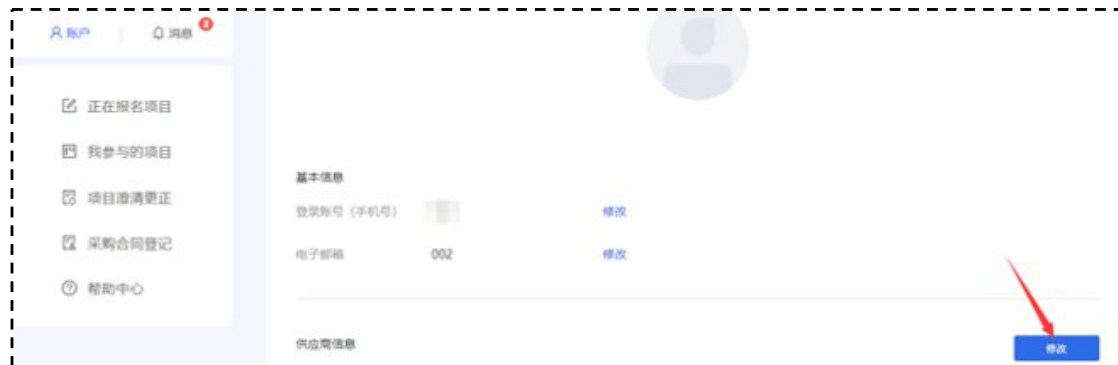 账户 消息 3
正在报名项目
我参与的项目
项目澄清更正
采购合同登记
帮助中心
基本信息
登录账号（手机号） 修改
电子邮箱 002 修改
供应商信息 修改